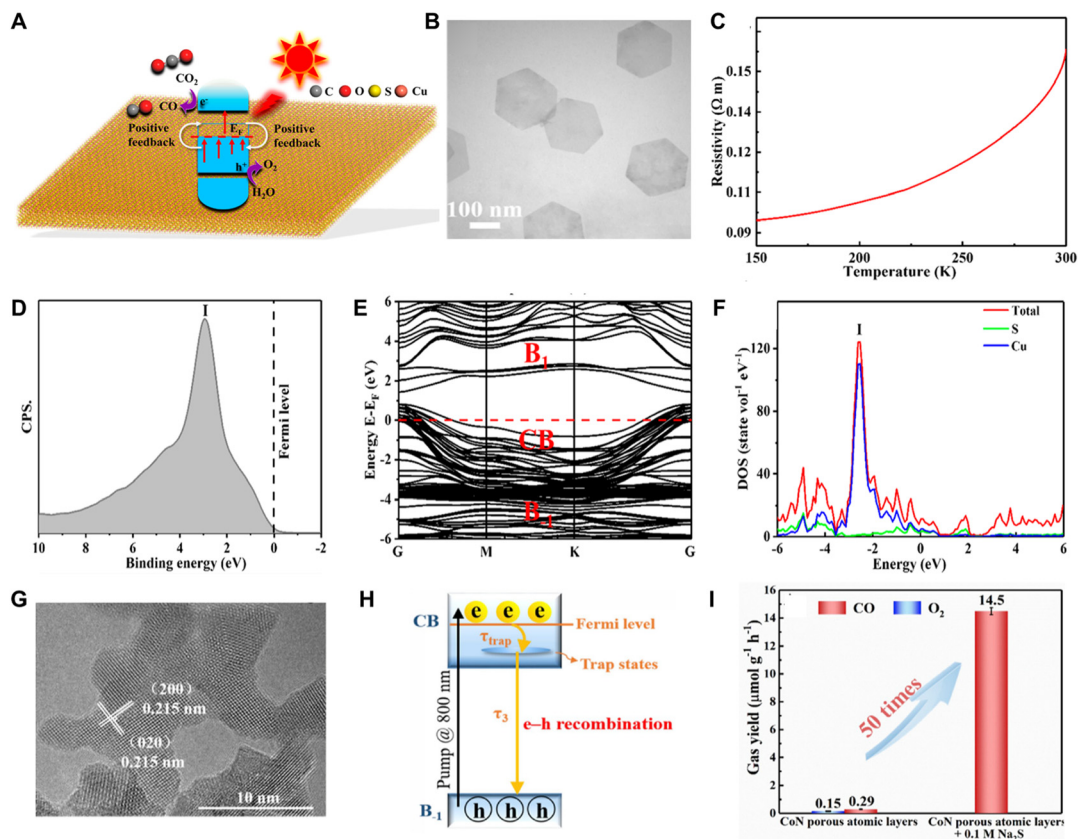 A
CO₂
CO
e⁻
C O S Cu
Positive
feedback
E_F
Positive
feedback
h⁺
O₂
H₂O
B
100 nm
C
Resistivity (Ω m)
0.15
0.14
0.12
0.11
0.09
150 200 250 300
Temperature (K)
D
I
CPS.
Fermi level
10 8 6 4 2 0 -2
Binding energy (eV)
E
Energy E-E_F (eV)
6
4
2
0
-2
-4
-6
B₁
CB
B₋₁
G M K G
F
I
Total
S
Cu
DOS (state vol⁻¹ eV⁻¹)
120
80
40
0
-6 -4 -2 0 2 4 6
Energy (eV)
G
(200)
0.215 nm
(020)
0.215 nm
10 nm
H
CB
e e e
Fermi level
τ_trap
Trap states
Pump @ 800 nm
τ₃
e–h recombination
B₋₁
h h h
I
CO O₂
14.5
Gas yield (μmol g⁻¹ h⁻¹)
16
14
12
10
8
6
4
2
0
50 times
0.15 0.29
CoN porous atomic layers
CoN porous atomic layers
+ 0.1 M Na₂S